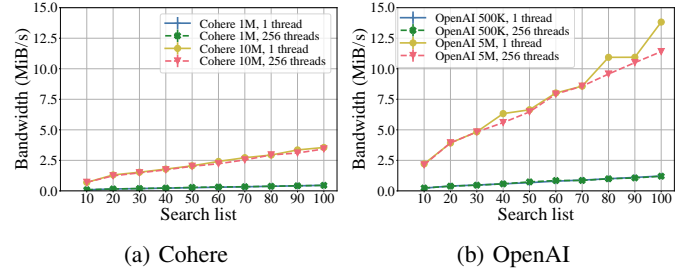 15.0
12.5
10.0
7.5
5.0
2.5
0.0
Bandwidth (MiB/s)
Cohere 1M, 1 thread
Cohere 1M, 256 threads
Cohere 10M, 1 thread
Cohere 10M, 256 threads
10 20 30 40 50 60 70 80 90 100
Search list
(a) Cohere
15.0
12.5
10.0
7.5
5.0
2.5
0.0
Bandwidth (MiB/s)
OpenAI 500K, 1 thread
OpenAI 500K, 256 threads
OpenAI 5M, 1 thread
OpenAI 5M, 256 threads
10 20 30 40 50 60 70 80 90 100
Search list
(b) OpenAI